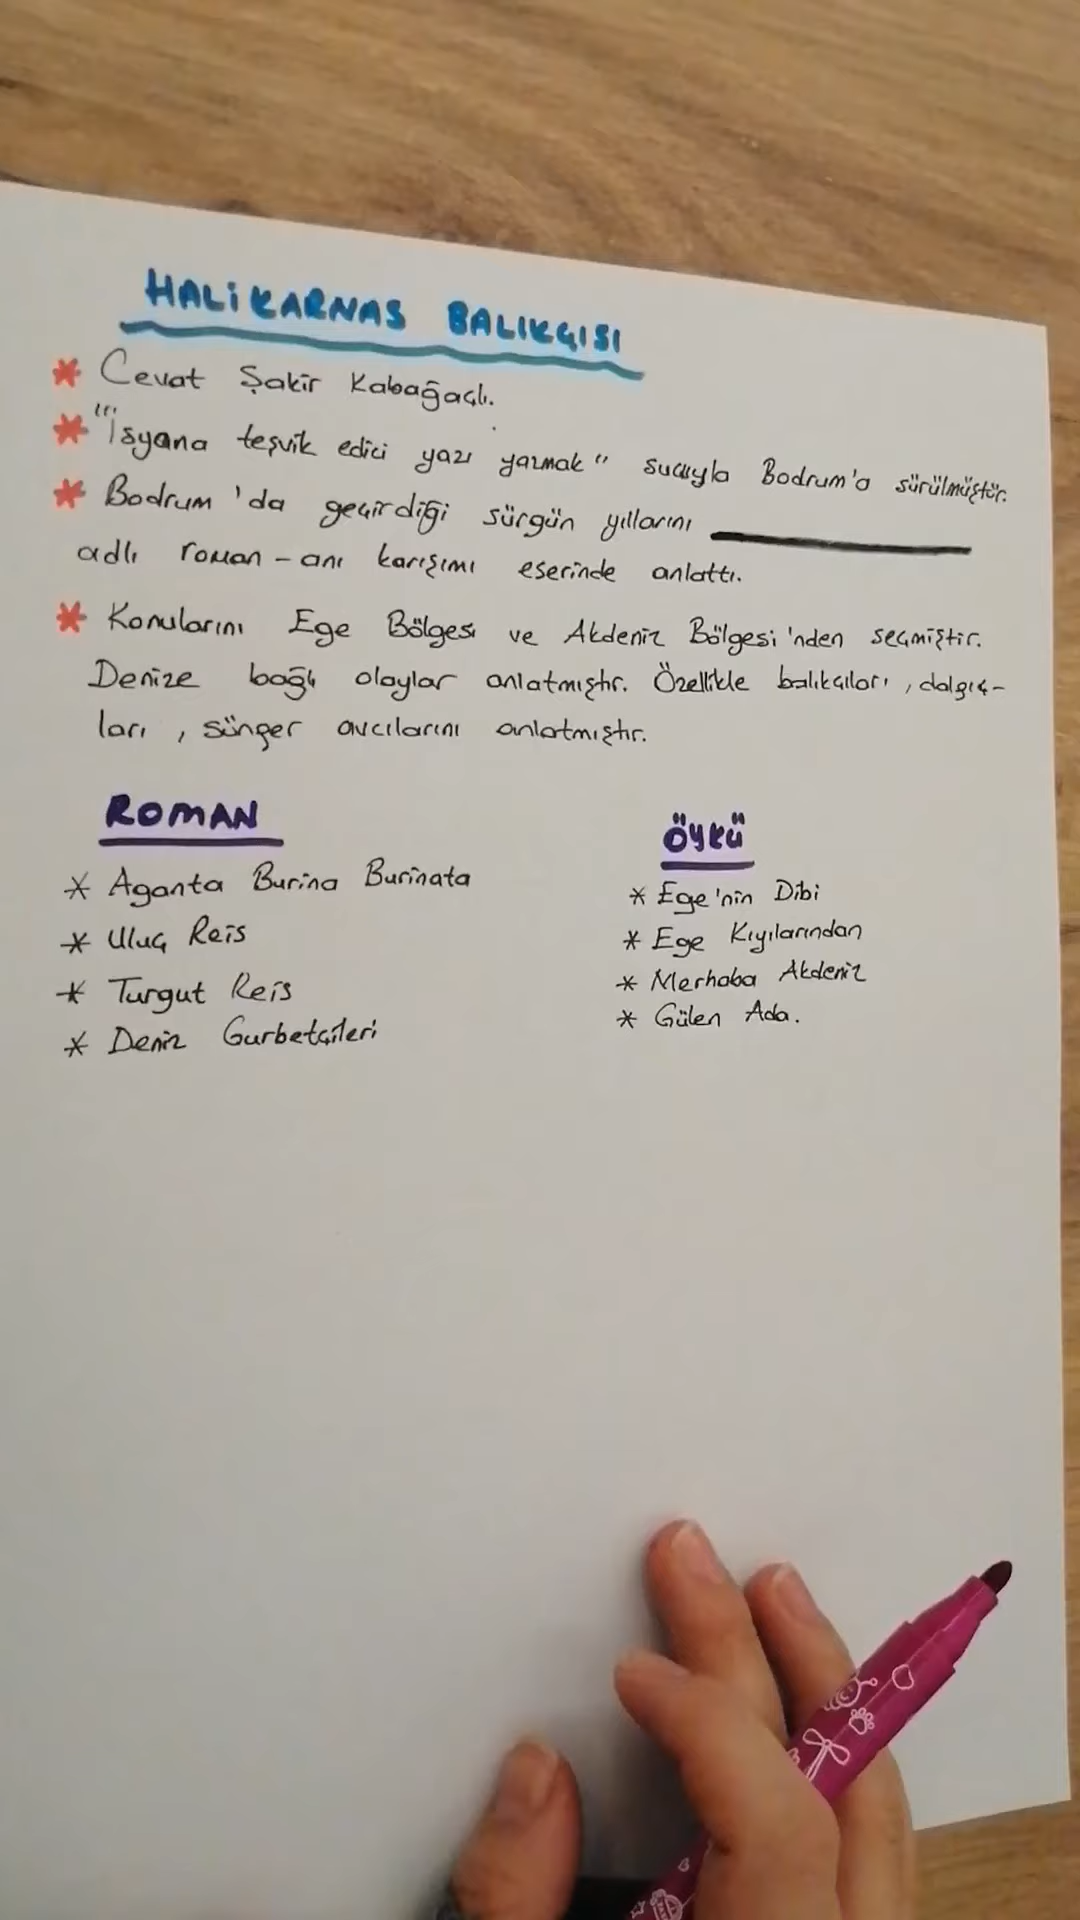 HALİKARNAS BALIKÇISI
* Cevat Şakir Kabağaçlı.
* "İsyana teşvik edici yazı yazmak" suçuyla Bodrum'a sürülmüştür.
* Bodrum'da geçirdiği sürgün yıllarını
adlı roman-anı karışımı eserinde anlattı.
* Konularını Ege Bölgesi ve Akdeniz Bölgesi'nden seçmiştir.
Denize bağlı olaylar anlatmıştır. Özellikle balıkçıları, dalgıç-
ları, sünger avcılarını anlatmıştır.
ROMAN
* Aganta Burina Burinata
* Uluç Reis
* Turgut Reis
* Deniz Gurbetçileri
ÖYKÜ
* Ege'nin Dibi
* Ege Kıyılarından
* Merhaba Akdeniz
* Gülen Ada.